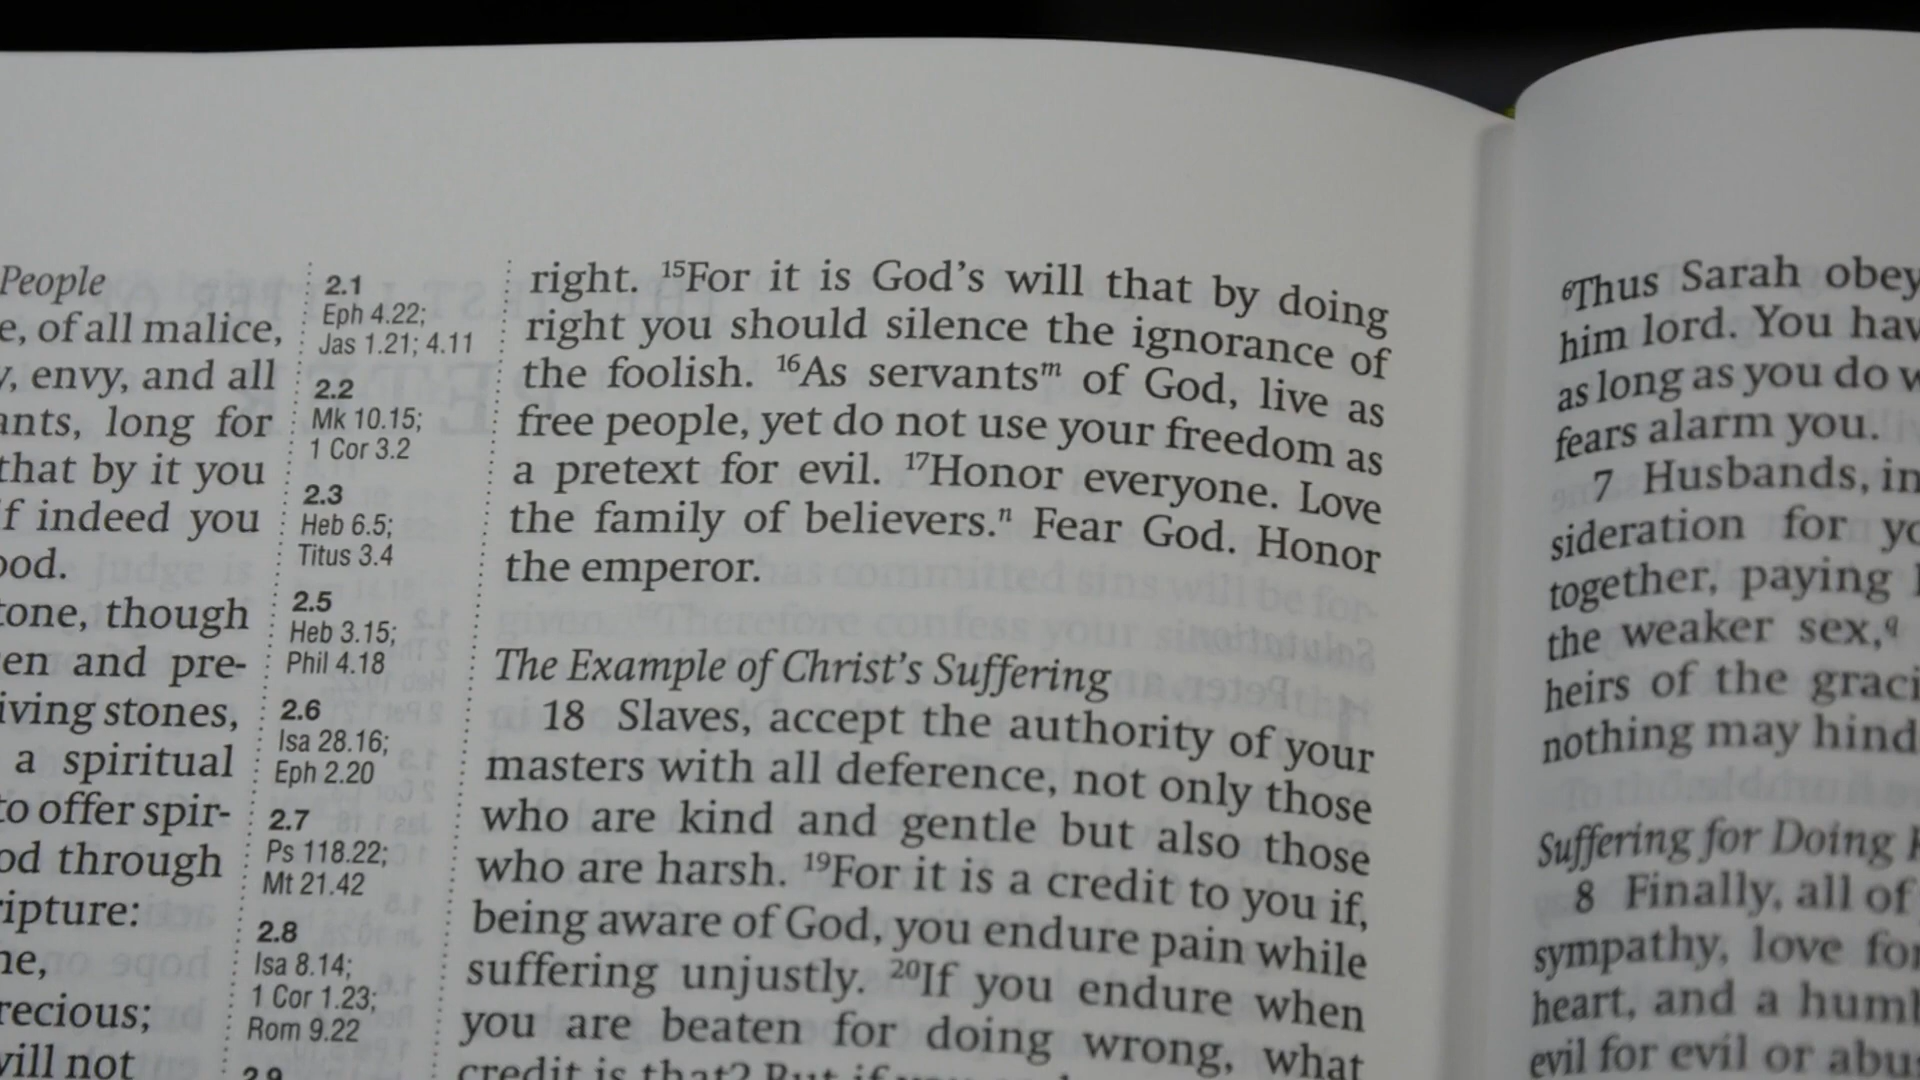 People
e, of all malice,
y, envy, and all
ants, long for
that by it you
if indeed you
ood.
tone, though
en and pre-
iving stones,
a spiritual
to offer spir-
od through
ripture:
ne,
recious;
will not
2.1
Eph 4.22;
Jas 1.21; 4.11
2.2
Mk 10.15;
1 Cor 3.2
2.3
Heb 6.5;
Titus 3.4
2.5
Heb 3.15;
Phil 4.18
2.6
Isa 28.16;
Eph 2.20
2.7
Ps 118.22;
Mt 21.42
2.8
Isa 8.14;
1 Cor 1.23;
Rom 9.22
2.9
right. 15For it is God's will that by doing
right you should silence the ignorance of
the foolish. 16As servantsm of God, live as
free people, yet do not use your freedom as
a pretext for evil. 17Honor everyone. Love
the family of believers.n Fear God. Honor
the emperor.
The Example of Christ's Suffering
18 Slaves, accept the authority of your
masters with all deference, not only those
who are kind and gentle but also those
who are harsh. 19For it is a credit to you if,
being aware of God, you endure pain while
suffering unjustly. 20If you endure when
you are beaten for doing wrong, what
credit is that? But if you
6Thus Sarah obey
him lord. You hav
as long as you do w
fears alarm you.
7 Husbands, in
sideration for yo
together, paying
the weaker sex,q
heirs of the graci
nothing may hind
Suffering for Doing
8 Finally, all of
sympathy, love for
heart, and a huml
evil for evil or abu